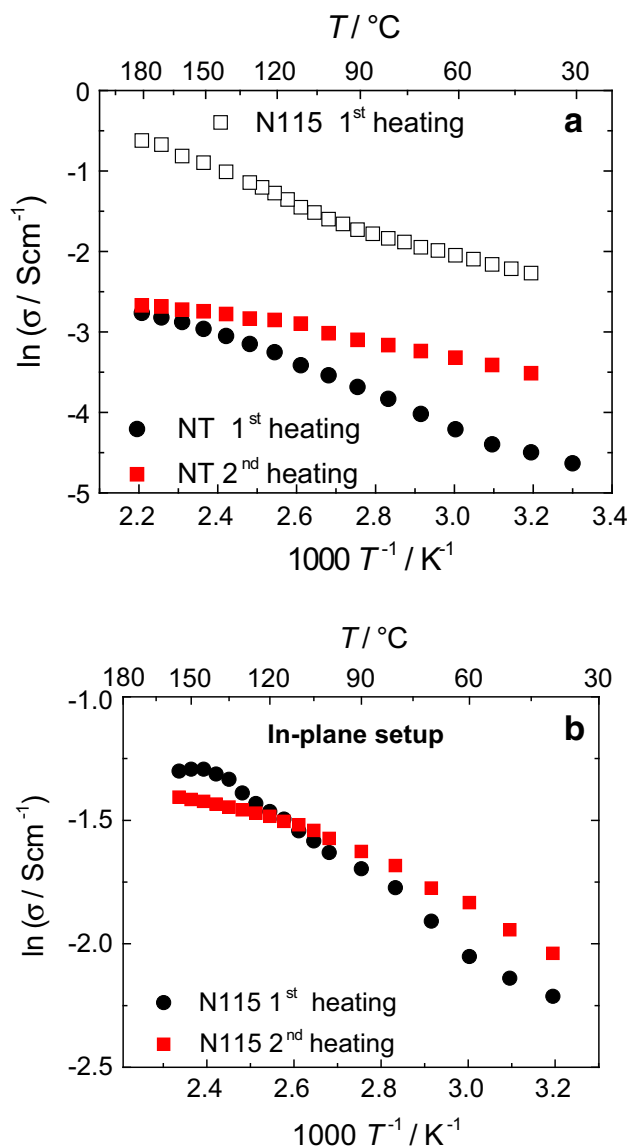 T / °C
180 150 120 90 60 30
a
N115 1st heating
0
-1
-2
-3
-4
-5
ln (σ / Scm-1)
NT 1st heating
NT 2nd heating
2.2 2.4 2.6 2.8 3.0 3.2 3.4
1000 T-1 / K-1
T / °C
180 150 120 90 60 30
In-plane setup b
-1.0
-1.5
-2.0
-2.5
ln (σ / Scm-1)
N115 1st heating
N115 2nd heating
2.4 2.6 2.8 3.0 3.2
1000 T-1 / K-1